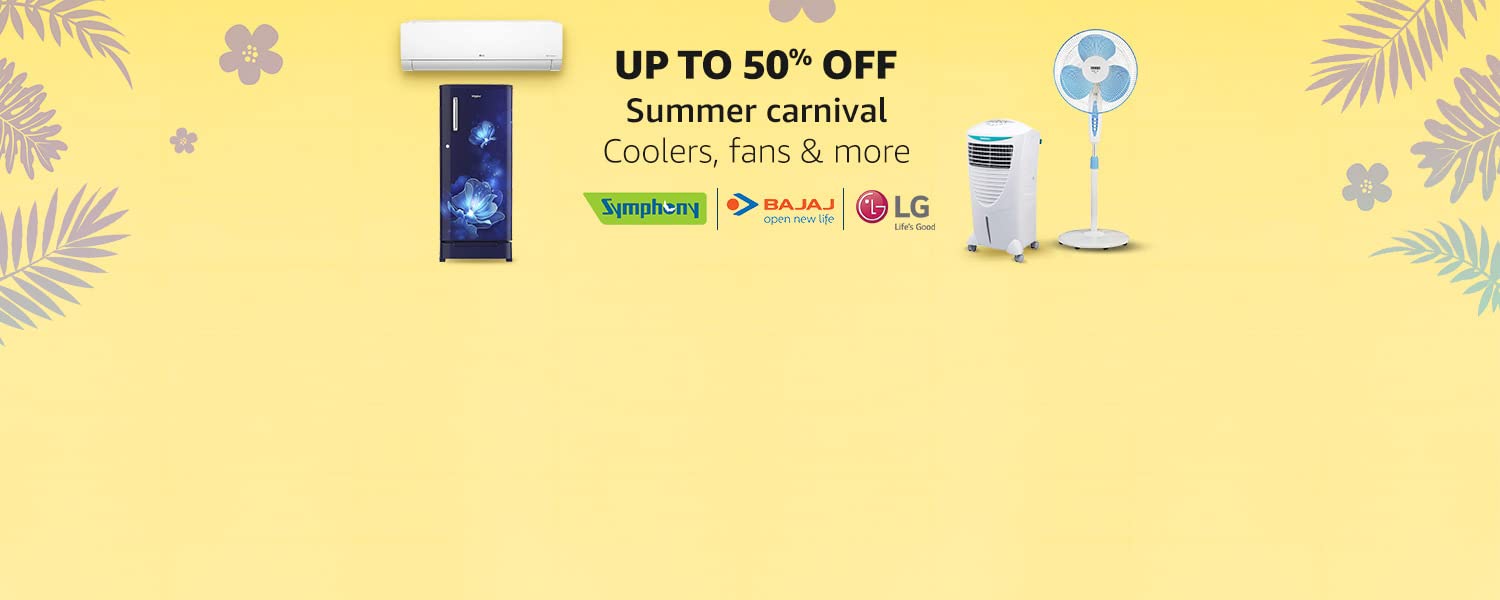 UP TO 50% OFF
Summer carnival
Coolers, fans & more
Symphony
BAJAJ
open new life
LG
Life's Good